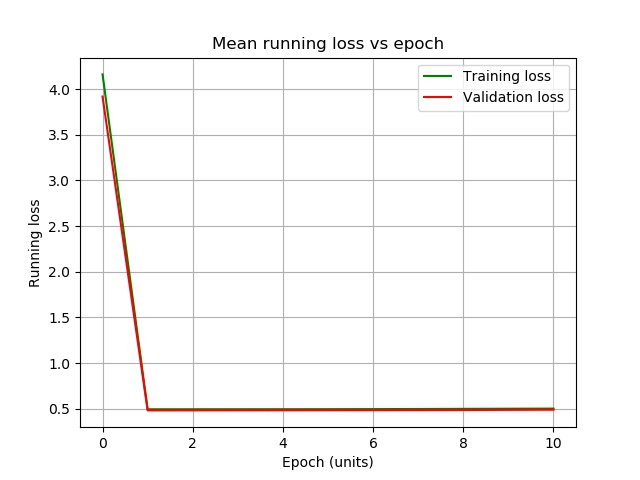 Mean running loss vs epoch
Training loss
Validation loss
4.0
3.5
3.0
2.5
2.0
1.5
1.0
0.5
Running loss
0 2 4 6 8 10
Epoch (units)